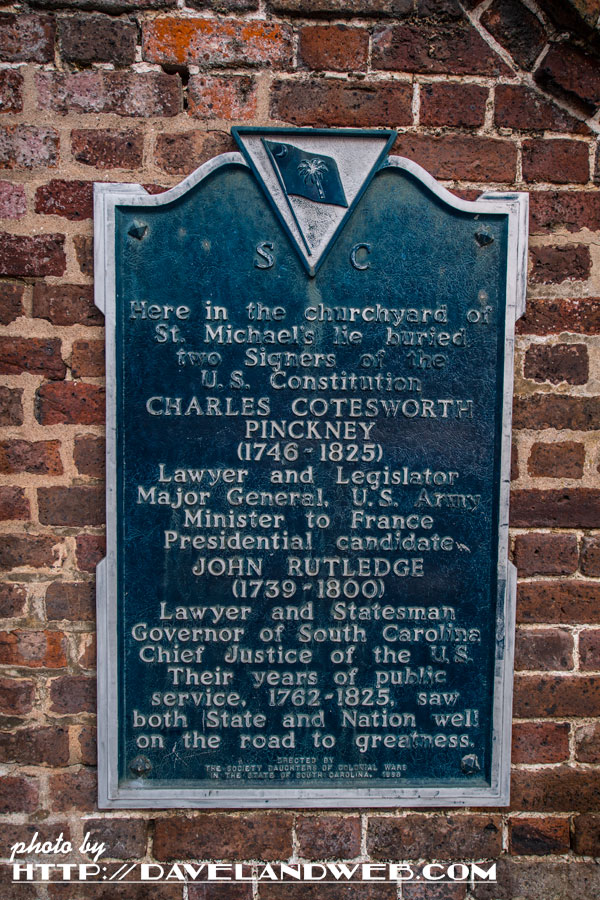 S C
Here in the churchyard of
St. Michael's lie buried
two Signers of the
U.S. Constitution
CHARLES COTESWORTH
PINCKNEY
(1746-1825)
Lawyer and Legislator
Major General, U.S. Army
Minister to France
Presidential candidate
JOHN RUTLEDGE
(1739-1800)
Lawyer and Statesman
Governor of South Carolina
Chief Justice of the U.S.
Their years of public
service, 1762-1825, saw
both State and Nation well
on the road to greatness.
ERECTED BY
THE SOCIETY DAUGHTERS OF COLONIAL WARS
IN THE STATE OF SOUTH CAROLINA,
photo by
HTTP://DAVELANDWEB.COM